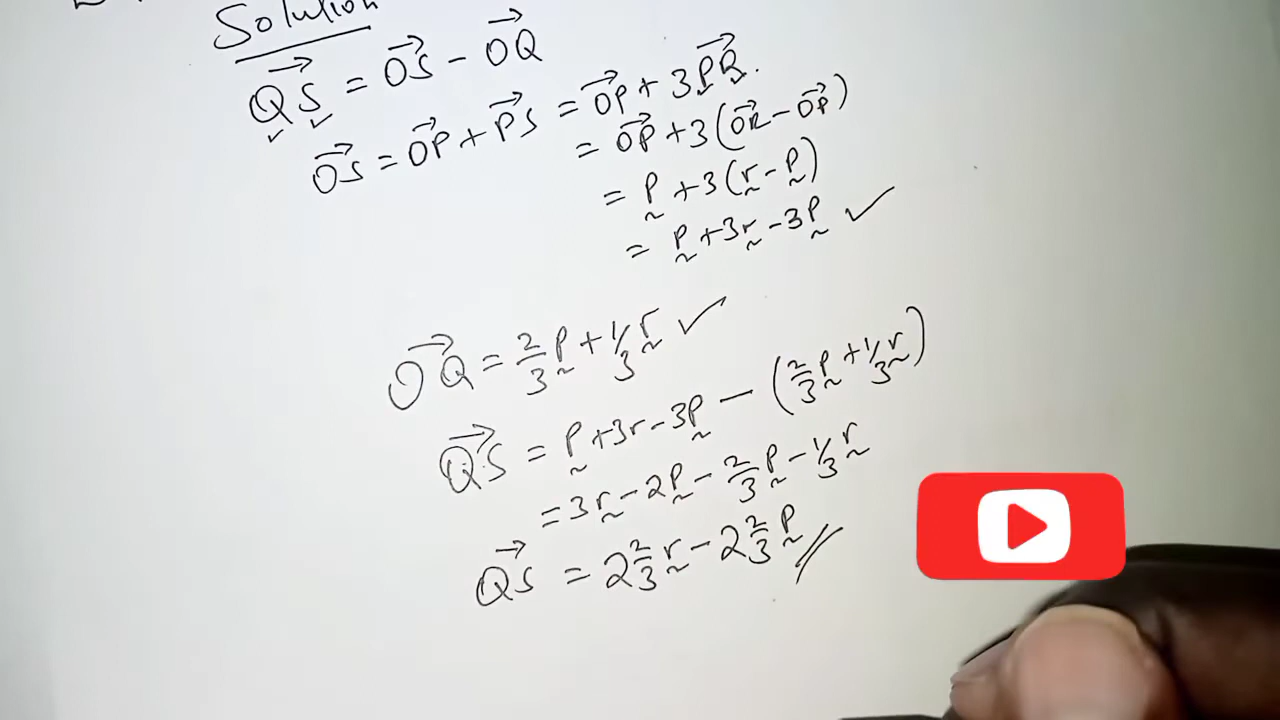 Solution
QS⃗ = OS⃗ - OQ⃗
OS⃗ = OP⃗ + PS⃗ = OP⃗ + 3PR⃗.
= OP⃗ + 3(OR⃗ - OP⃗)
= p + 3(r - p)
= p + 3r - 3p ✓
OQ⃗ = 2/3 p + 1/3 r ✓
QS⃗ = p + 3r - 3p - (2/3 p + 1/3 r)
= 3r - 2p - 2/3 p - 1/3 r
QS⃗ = 2 2/3 r - 2 2/3 p //